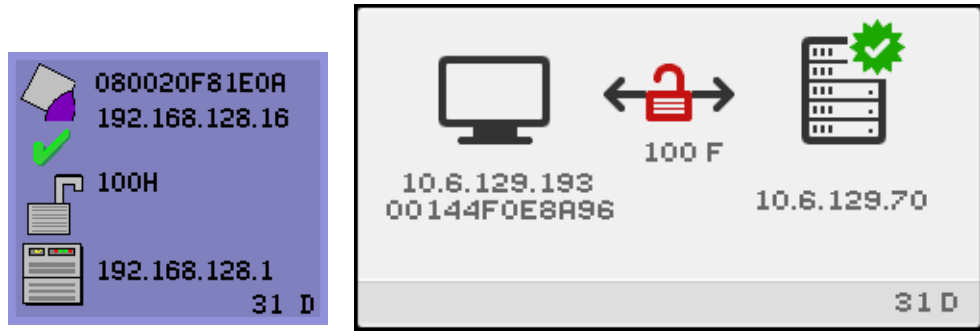 080020F81E0A
192.168.128.16
100H
192.168.128.1
31 D
100 F
10.6.129.193
00144F0E8A96
10.6.129.70
31 D